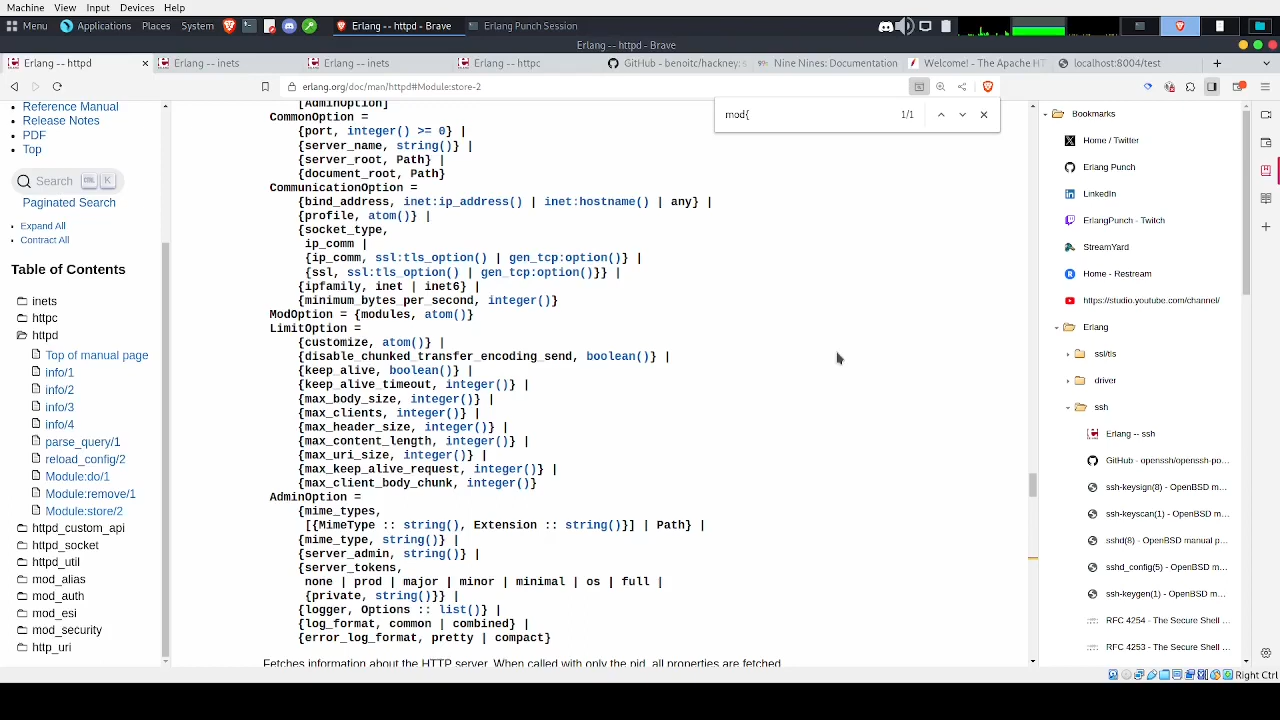 Machine View Input Devices Help
Menu Applications Places System Erlang -- httpd - Brave Erlang Punch Session
Erlang -- httpd - Brave
Erlang -- httpd Erlang -- inets Erlang -- inets Erlang -- httpc GitHub - benoitc/hackney: s Nine Nines: Documentation Welcome! - The Apache HT localhost:8004/test
erlang.org/doc/man/httpd#Module:store-2
mod{ 1/1
Reference Manual
Release Notes
PDF
Top
Search K
Paginated Search
Expand All
Contract All
Table of Contents
inets
httpc
httpd
Top of manual page
info/1
info/2
info/3
info/4
parse_query/1
reload_config/2
Module:do/1
Module:remove/1
Module:store/2
httpd_custom_api
httpd_socket
httpd_util
mod_alias
mod_auth
mod_esi
mod_security
http_uri
[AdminOption]
CommonOption =
{port, integer() >= 0} |
{server_name, string()} |
{server_root, Path} |
{document_root, Path}
CommunicationOption =
{bind_address, inet:ip_address() | inet:hostname() | any} |
{profile, atom()} |
{socket_type,
ip_comm |
{ip_comm, ssl:tls_option() | gen_tcp:option()} |
{ssl, ssl:tls_option() | gen_tcp:option()}} |
{ipfamily, inet | inet6} |
{minimum_bytes_per_second, integer()}
ModOption = {modules, atom()}
LimitOption =
{customize, atom()} |
{disable_chunked_transfer_encoding_send, boolean()} |
{keep_alive, boolean()} |
{keep_alive_timeout, integer()} |
{max_body_size, integer()} |
{max_clients, integer()} |
{max_header_size, integer()} |
{max_content_length, integer()} |
{max_uri_size, integer()} |
{max_keep_alive_request, integer()} |
{max_client_body_chunk, integer()}
AdminOption =
{mime_types,
[{MimeType :: string(), Extension :: string()}] | Path} |
{mime_type, string()} |
{server_admin, string()} |
{server_tokens,
none | prod | major | minor | minimal | os | full |
{private, string()}} |
{logger, Options :: list()} |
{log_format, common | combined} |
{error_log_format, pretty | compact}
Fetches information about the HTTP server. When called with only the pid, all properties are fetched
Bookmarks
Home / Twitter
Erlang Punch
LinkedIn
ErlangPunch - Twitch
StreamYard
Home - Restream
https://studio.youtube.com/channel/
Erlang
ssl/tls
driver
ssh
Erlang -- ssh
GitHub - openssh/openssh-po...
ssh-keysign(8) - OpenBSD m...
ssh-keyscan(1) - OpenBSD m...
sshd(8) - OpenBSD manual p...
sshd_config(5) - OpenBSD m...
ssh-keygen(1) - OpenBSD m...
RFC 4254 - The Secure Shell ...
RFC 4253 - The Secure Shell ...
Right Ctrl